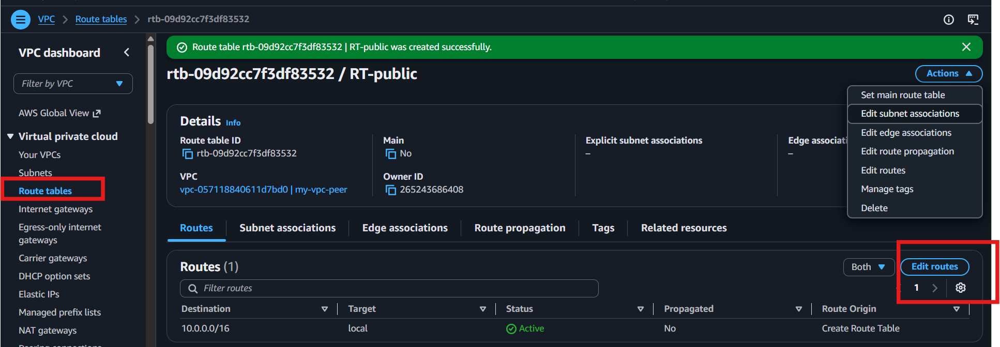 VPC > Route tables > rtb-09d92cc7f3df83532
VPC dashboard
Filter by VPC
AWS Global View
Virtual private cloud
Your VPCs
Subnets
Route tables
Internet gateways
Egress-only internet
gateways
Carrier gateways
DHCP option sets
Elastic IPs
Managed prefix lists
NAT gateways
Peering connections
Route table rtb-09d92cc7f3df83532 | RT-public was created successfully.
rtb-09d92cc7f3df83532 / RT-public
Actions
Set main route table
Edit subnet associations
Edit edge associations
Edit route propagation
Edit routes
Manage tags
Delete
Details Info
Route table ID
rtb-09d92cc7f3df83532
Main
No
Explicit subnet associations
–
Edge associati
–
VPC
vpc-057118840611d7bd0 | my-vpc-peer
Owner ID
265243686408
Routes
Subnet associations
Edge associations
Route propagation
Tags
Related resources
Routes (1)
Both
Edit routes
Filter routes
1
Destination Target Status Propagated Route Origin
10.0.0.0/16 local Active No Create Route Table